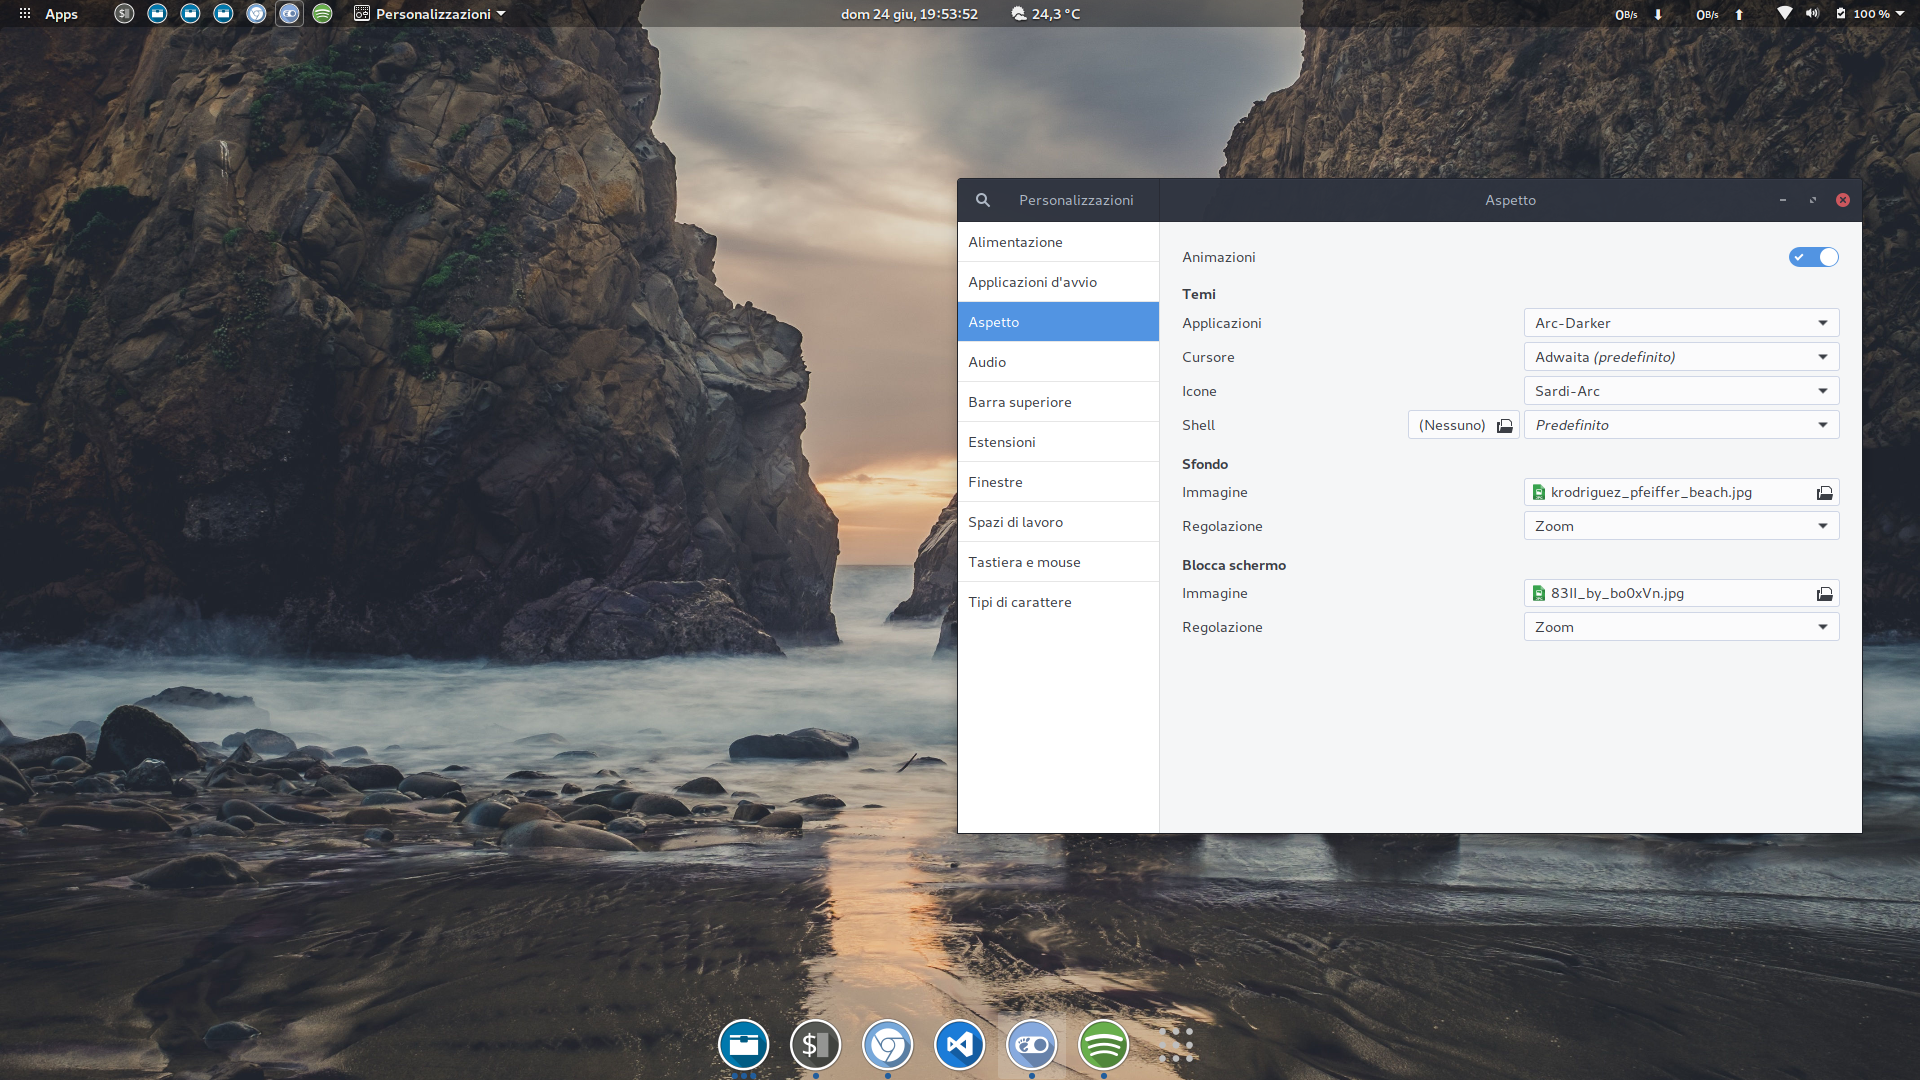 Apps
Personalizzazioni
dom 24 giu, 19:53:52
24,3 °C
0B/s
0B/s
100 %
Personalizzazioni
Aspetto
Alimentazione
Applicazioni d'avvio
Aspetto
Audio
Barra superiore
Estensioni
Finestre
Spazi di lavoro
Tastiera e mouse
Tipi di carattere
Animazioni
Temi
Applicazioni Arc-Darker
Cursore Adwaita (predefinito)
Icone Sardi-Arc
Shell (Nessuno) Predefinito
Sfondo
Immagine krodriguez_pfeiffer_beach.jpg
Regolazione Zoom
Blocca schermo
Immagine 83II_by_bo0xVn.jpg
Regolazione Zoom